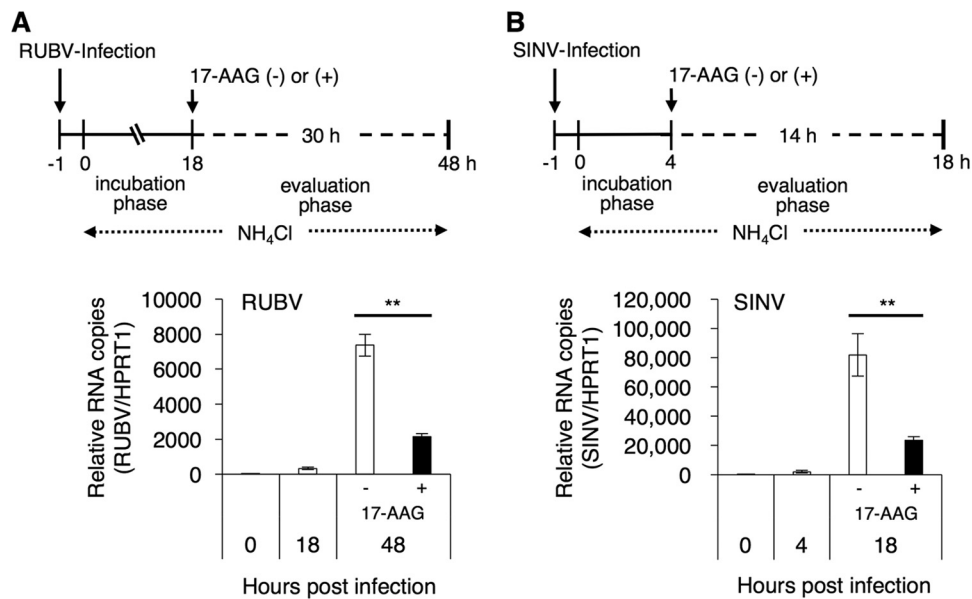 A
RUBV-Infection
17-AAG (-) or (+)
30 h
-1 0 18 48 h
incubation phase
evaluation phase
NH₄Cl
B
SINV-Infection
17-AAG (-) or (+)
14 h
-1 0 4 18 h
incubation phase
evaluation phase
NH₄Cl
Relative RNA copies
(RUBV/HPRT1)
10000
8000
6000
4000
2000
0
RUBV
**
- +
17-AAG
0 18 48
Hours post infection
Relative RNA copies
(SINV/HPRT1)
120,000
100,000
80,000
60,000
40,000
20,000
0
SINV
**
- +
17-AAG
0 4 18
Hours post infection